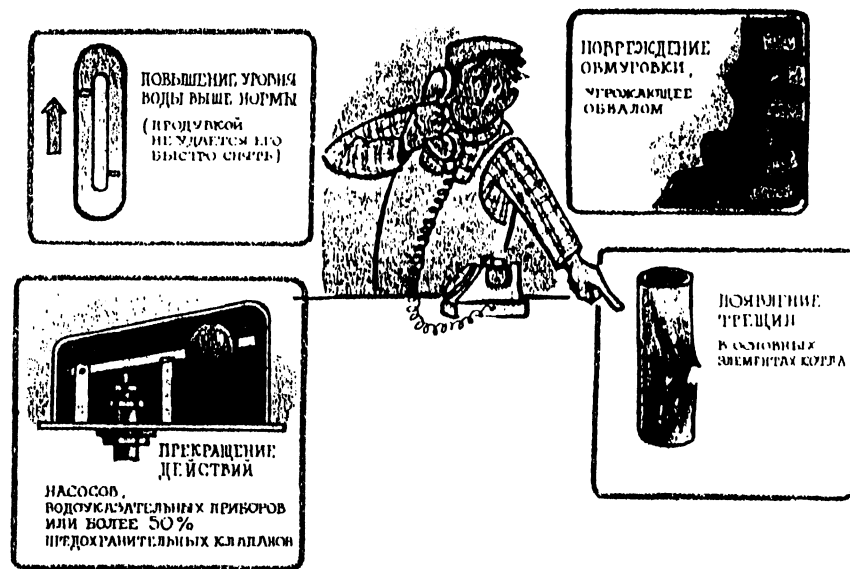 ПОВЫШЕНИЕ УРОВНЯ
ВОДЫ ВЫШЕ НОРМЫ
(ПРОДУВКОЙ
НЕ УДАЕТСЯ ЕГО
БЫСТРО СНЯТЬ)
ПОВРЕЖДЕНИЕ
ОБМУРОВКИ,
УГРОЖАЮЩЕЕ
ОБВАЛОМ
ПРЕКРАЩЕНИЕ
ДЕЙСТВИЙ
НАСОСОВ,
ВОДОУКАЗАТЕЛЬНЫХ ПРИБОРОВ
ИЛИ БОЛЕЕ 50%
ПРЕДОХРАНИТЕЛЬНЫХ КЛАПАНОВ
ПОЯВЛЕНИЕ
ТРЕЩИН
В ОСНОВНЫХ
ЭЛЕМЕНТАХ КОТЛА